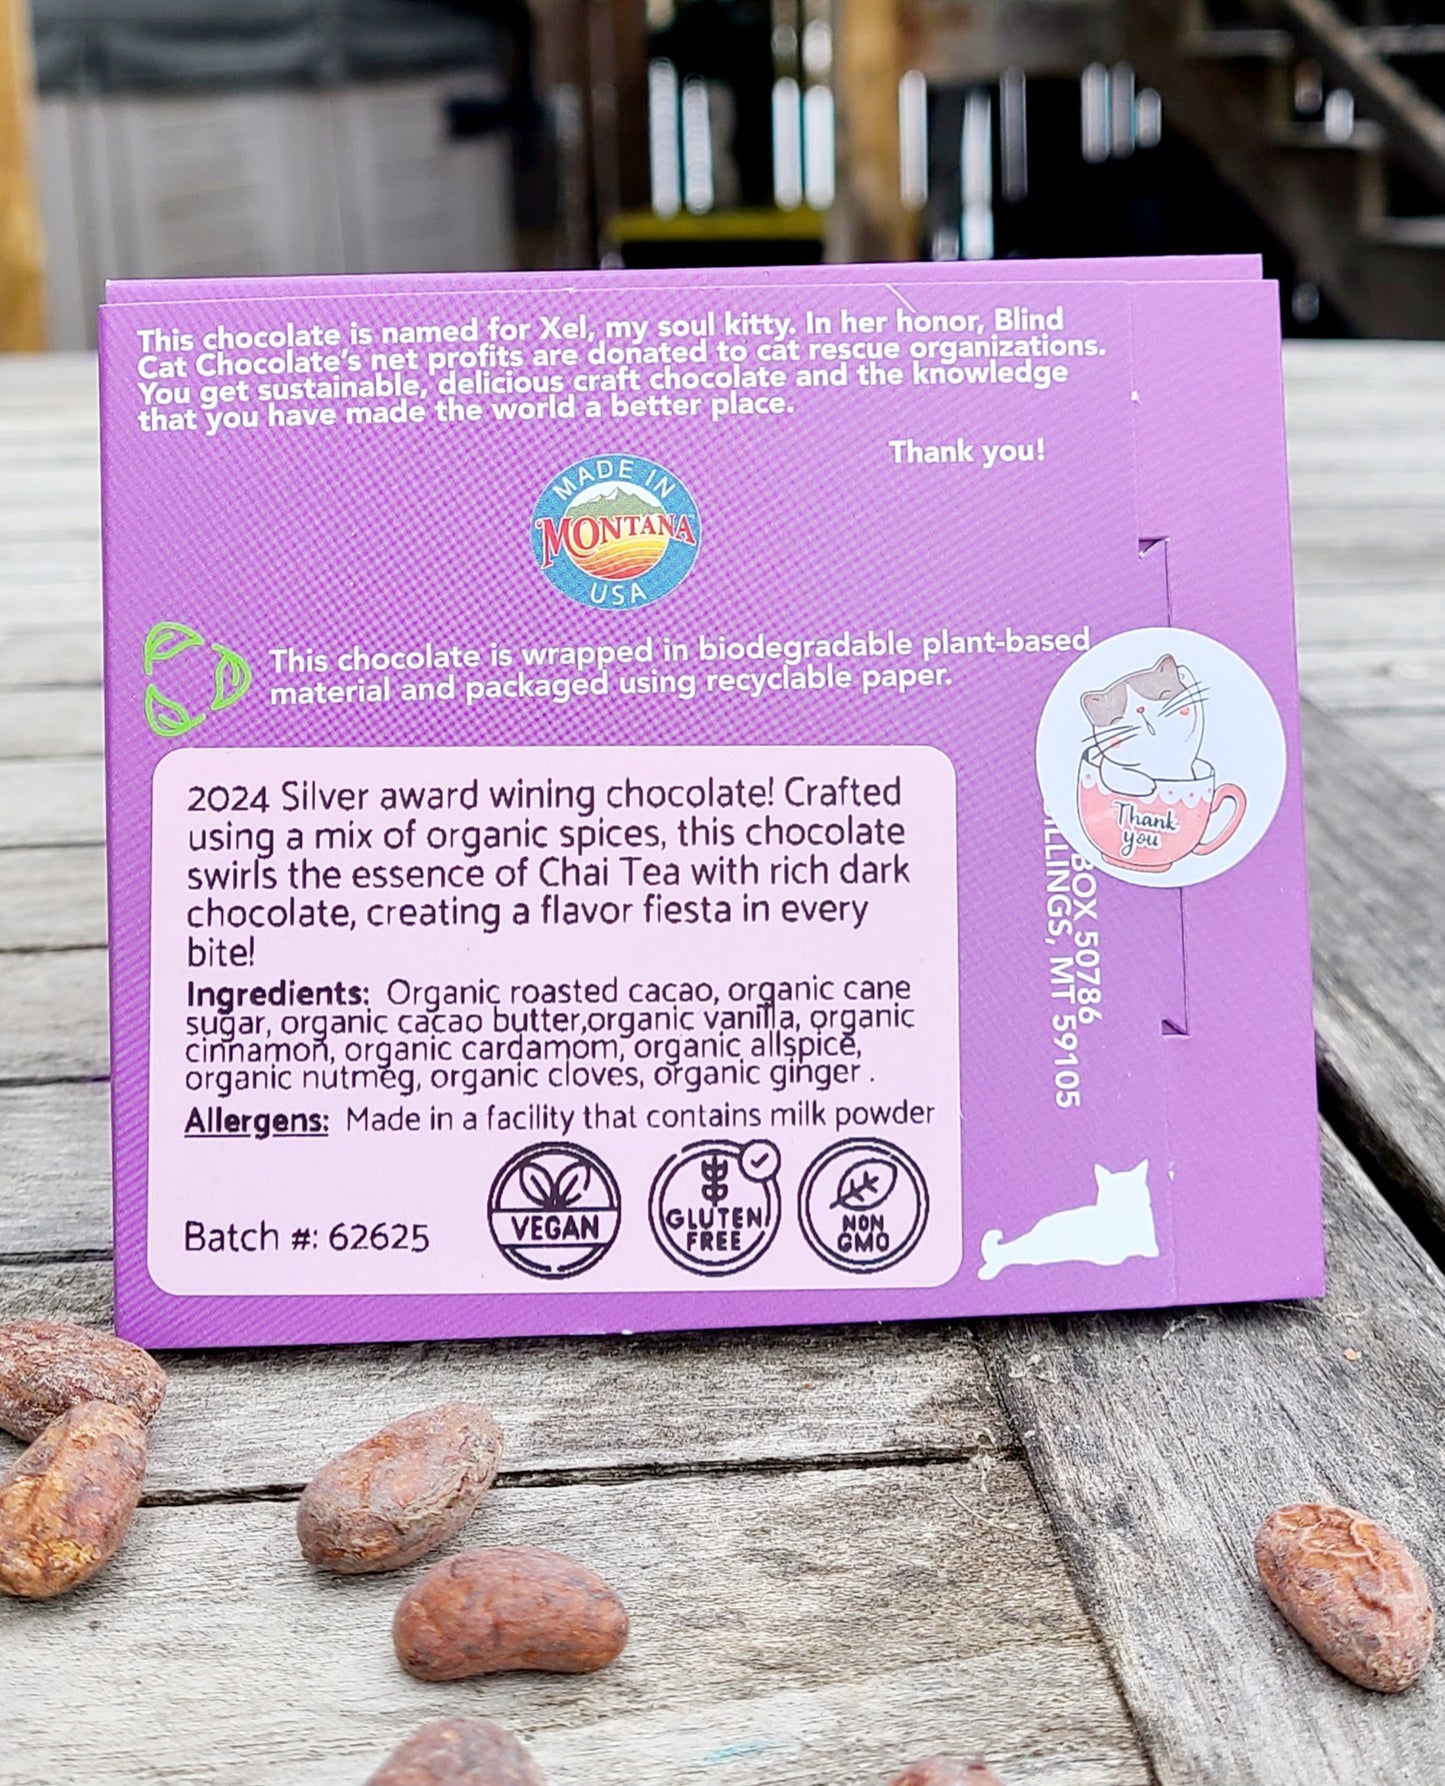 This chocolate is named for Xel, my soul kitty. In her honor, Blind
Cat Chocolate's net profits are donated to cat rescue organizations.
You get sustainable, delicious craft chocolate and the knowledge
that you have made the world a better place.
Thank you!
MADE IN
MONTANA
USA
This chocolate is wrapped in biodegradable plant-based
material and packaged using recyclable paper.
Thank
you
BOX 50786
LLINGS, MT 59105
2024 Silver award wining chocolate! Crafted
using a mix of organic spices, this chocolate
swirls the essence of Chai Tea with rich dark
chocolate, creating a flavor fiesta in every
bite!
Ingredients: Organic roasted cacao, organic cane
sugar, organic cacao butter,organic vanilla, organic
cinnamon, organic cardamom, organic allspice,
organic nutmeg, organic cloves, organic ginger .
Allergens: Made in a facility that contains milk powder
Batch #: 62625
VEGAN
GLUTEN
FREE
NON
GMO